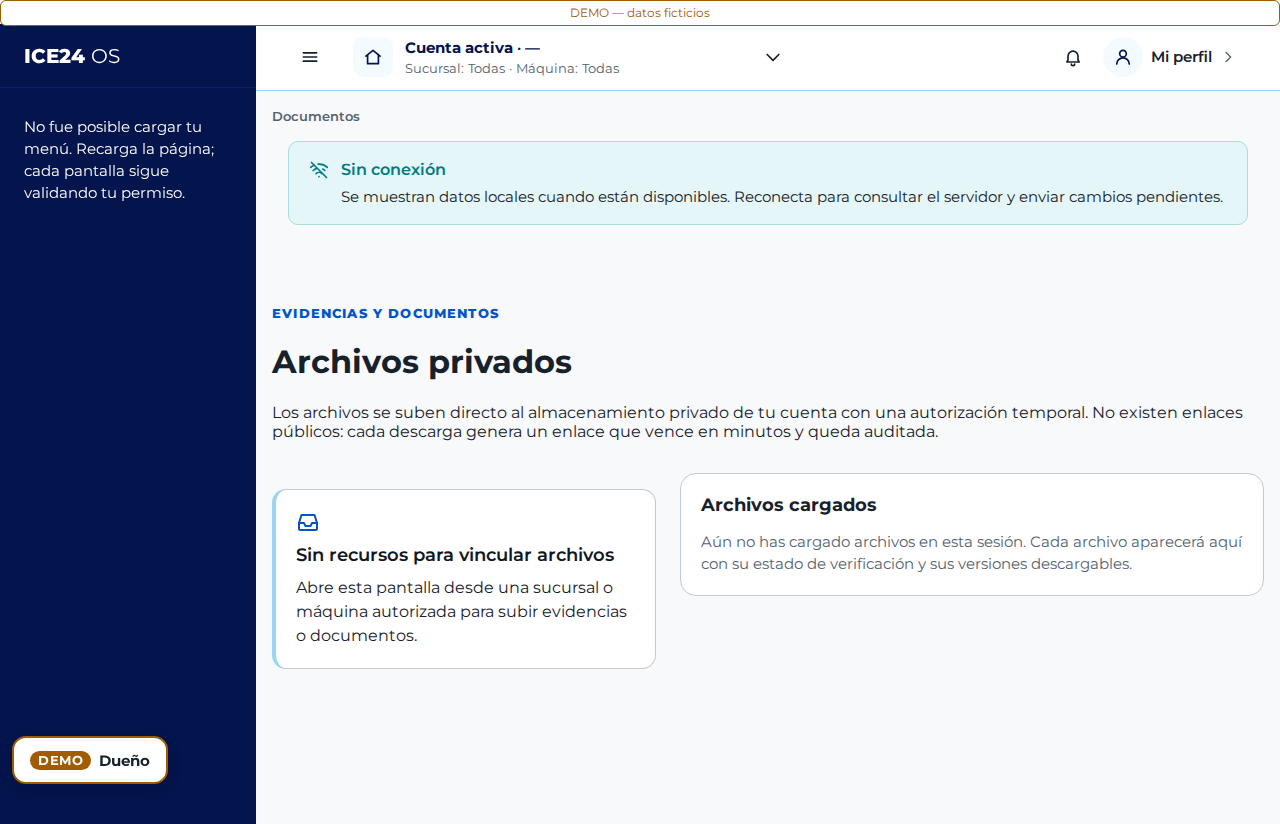 DEMO — datos ficticios
ICE24 OS
Cuenta activa · —
Sucursal: Todas · Máquina: Todas
Mi perfil
No fue posible cargar tu
menú. Recarga la página;
cada pantalla sigue
validando tu permiso.
Documentos
Sin conexión
Se muestran datos locales cuando están disponibles. Reconecta para consultar el servidor y enviar cambios pendientes.
EVIDENCIAS Y DOCUMENTOS
Archivos privados
Los archivos se suben directo al almacenamiento privado de tu cuenta con una autorización temporal. No existen enlaces
públicos: cada descarga genera un enlace que vence en minutos y queda auditada.
Sin recursos para vincular archivos
Abre esta pantalla desde una sucursal o
máquina autorizada para subir evidencias
o documentos.
Archivos cargados
Aún no has cargado archivos en esta sesión. Cada archivo aparecerá aquí
con su estado de verificación y sus versiones descargables.
DEMO Dueño